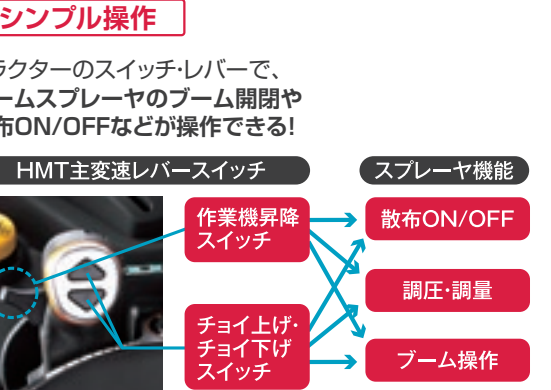 シンプル操作
ラクターのスイッチ・レバーで、
ームスプレーヤのブーム開閉や
布ON/OFFなどが操作できる!
HMT主変速レバースイッチ
スプレーヤ機能
作業機昇降
スイッチ
散布ON/OFF
調圧・調量
チョイ上げ・
チョイ下げ
スイッチ
ブーム操作